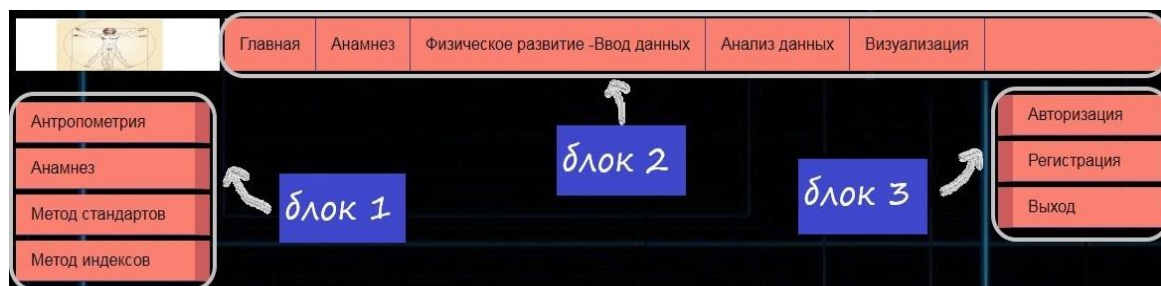 Главная Анамнез Физическое развитие -Ввод данных Анализ данных Визуализация
Антропометрия
Анамнез
Метод стандартов
Метод индексов
блок 1
блок 2
блок 3
Авторизация
Регистрация
Выход